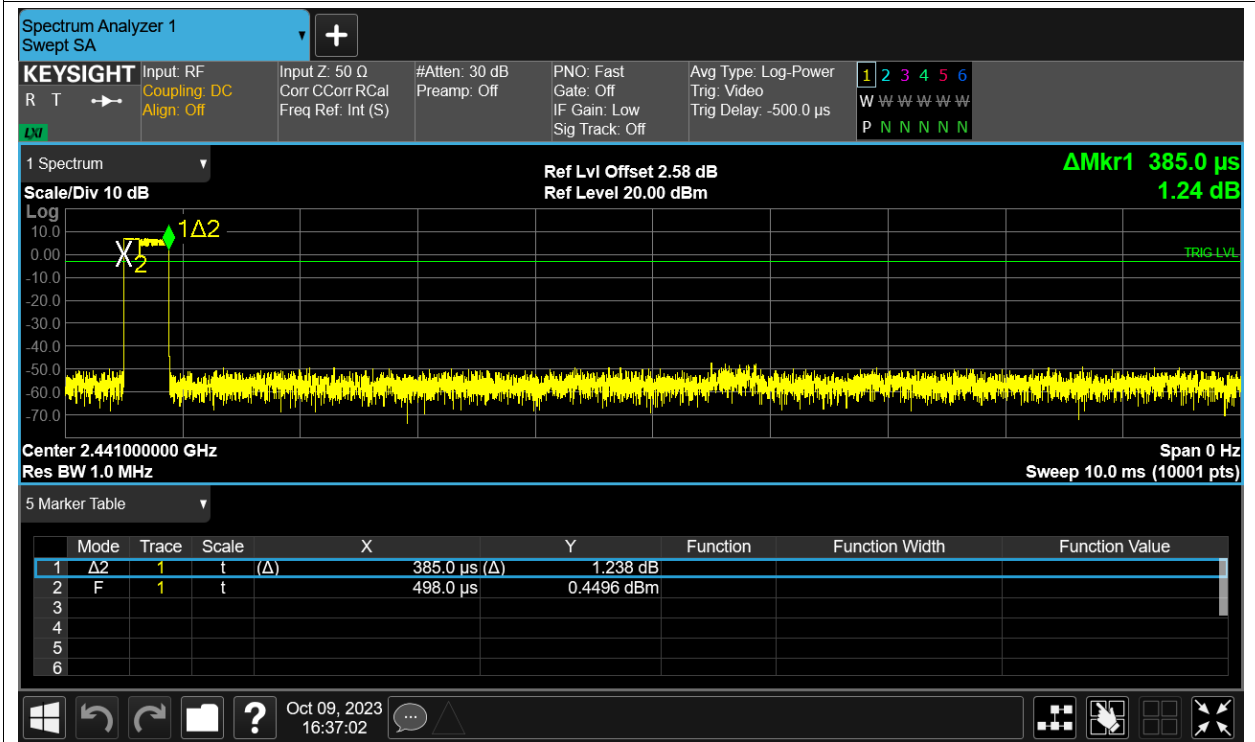 Spectrum Analyzer 1
Swept SA
+
KEYSIGHT
R T
LXI
Input: RF
Coupling: DC
Align: Off
Input Z: 50 Ω
Corr CCorr RCal
Freq Ref: Int (S)
#Atten: 30 dB
Preamp: Off
PNO: Fast
Gate: Off
IF Gain: Low
Sig Track: Off
Avg Type: Log-Power
Trig: Video
Trig Delay: -500.0 µs
1 2 3 4 5 6
W W W W W W
P N N N N N
1 Spectrum
Scale/Div 10 dB
Ref Lvl Offset 2.58 dB
Ref Level 20.00 dBm
ΔMkr1 385.0 µs
1.24 dB
Log
10.0
0.00
-10.0
-20.0
-30.0
-40.0
-50.0
-60.0
-70.0
1Δ2
X2
TRIG LVL
Center 2.441000000 GHz
Res BW 1.0 MHz
Span 0 Hz
Sweep 10.0 ms (10001 pts)
5 Marker Table
Mode Trace Scale X Y Function Function Width Function Value
1 Δ2 1 t (Δ) 385.0 µs (Δ) 1.238 dB
2 F 1 t 498.0 µs 0.4496 dBm
3
4
5
6
?
Oct 09, 2023
16:37:02